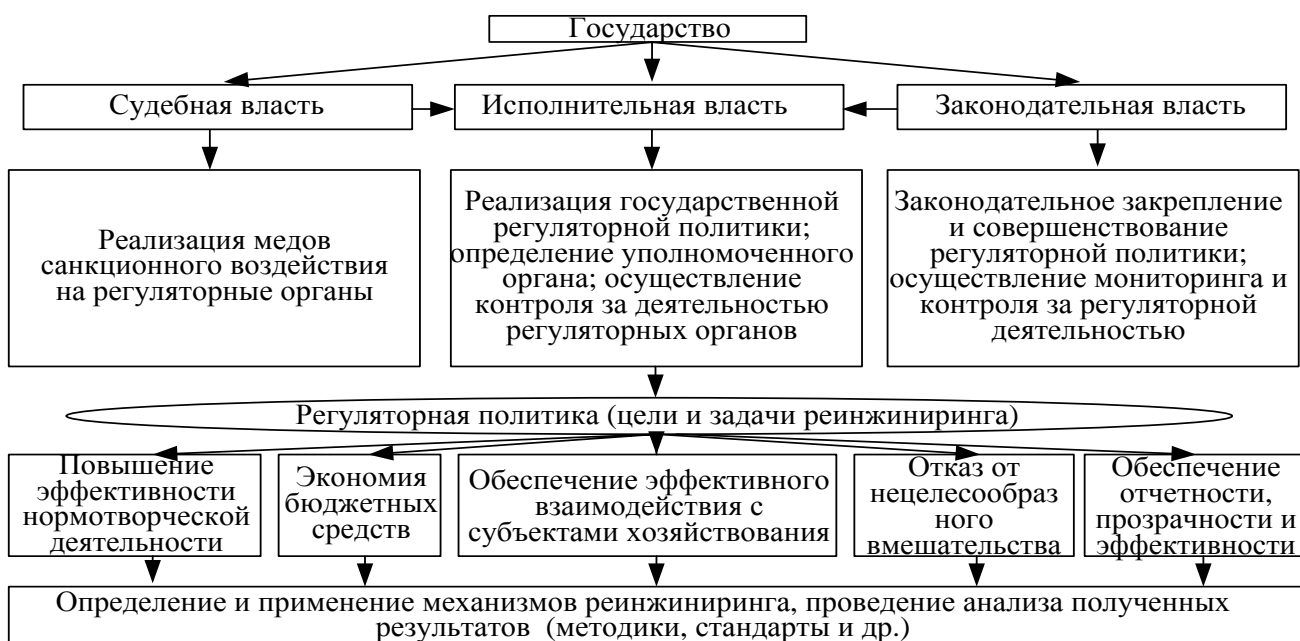 Государство
Судебная власть
Исполнительная власть
Законодательная власть
Реализация медов
санкционного воздействия
на регуляторные органы
Реализация государственной
регуляторной политики;
определение уполномоченного
органа; осуществление
контроля за деятельностью
регуляторных органов
Законодательное закрепление
и совершенствование
регуляторной политики;
осуществление мониторинга и
контроля за регуляторной
деятельностью
Регуляторная политика (цели и задачи реинжиниринга)
Повышение
эффективности
нормотворческой
деятельности
Экономия
бюджетных
средств
Обеспечение эффективного
взаимодействия с
субъектами хозяйствования
Отказ от
нецелесообраз
ного
вмешательства
Обеспечение
отчетности,
прозрачности и
эффективности
Определение и применение механизмов реинжиниринга, проведение анализа полученных
результатов (методики, стандарты и др.)